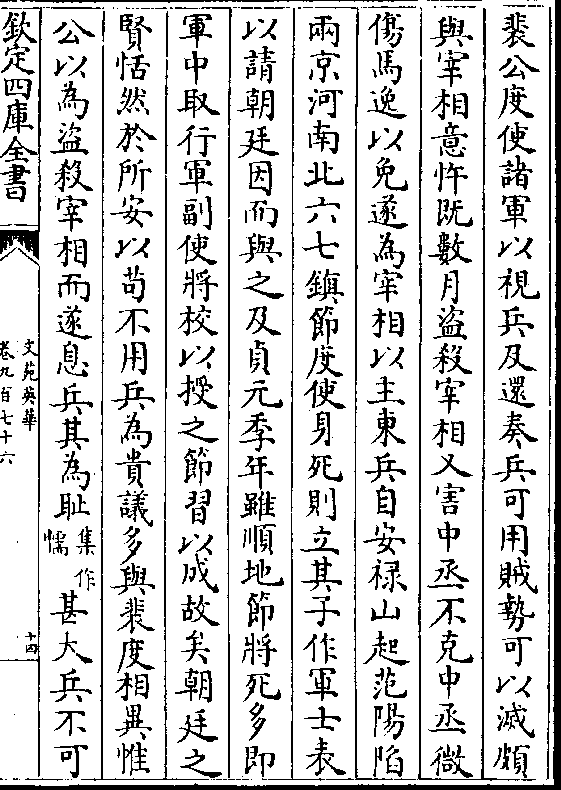 裴公度使諸軍以視兵及還奏兵可用賊勢可以滅頗
與宰相意忤既數月盗殺宰相又害中丞不克中丞微
傷馬逸以免遂為宰相以主東兵自安禄山起范陽䧟
兩京河南北六七鎮節度使身死則立其子作軍士表
以請朝廷因而與之及貞元季年雖順地節將死多即
軍中取行軍副使將校以授之節習以成故矣朝廷之
賢恬然於所安以苟不用兵為貴議多與裴度相異惟
公以為盜殺宰相而遂息兵其為耻集作懦甚大兵不可
欽定四庫全書
文苑英華
卷九百七十六
十四